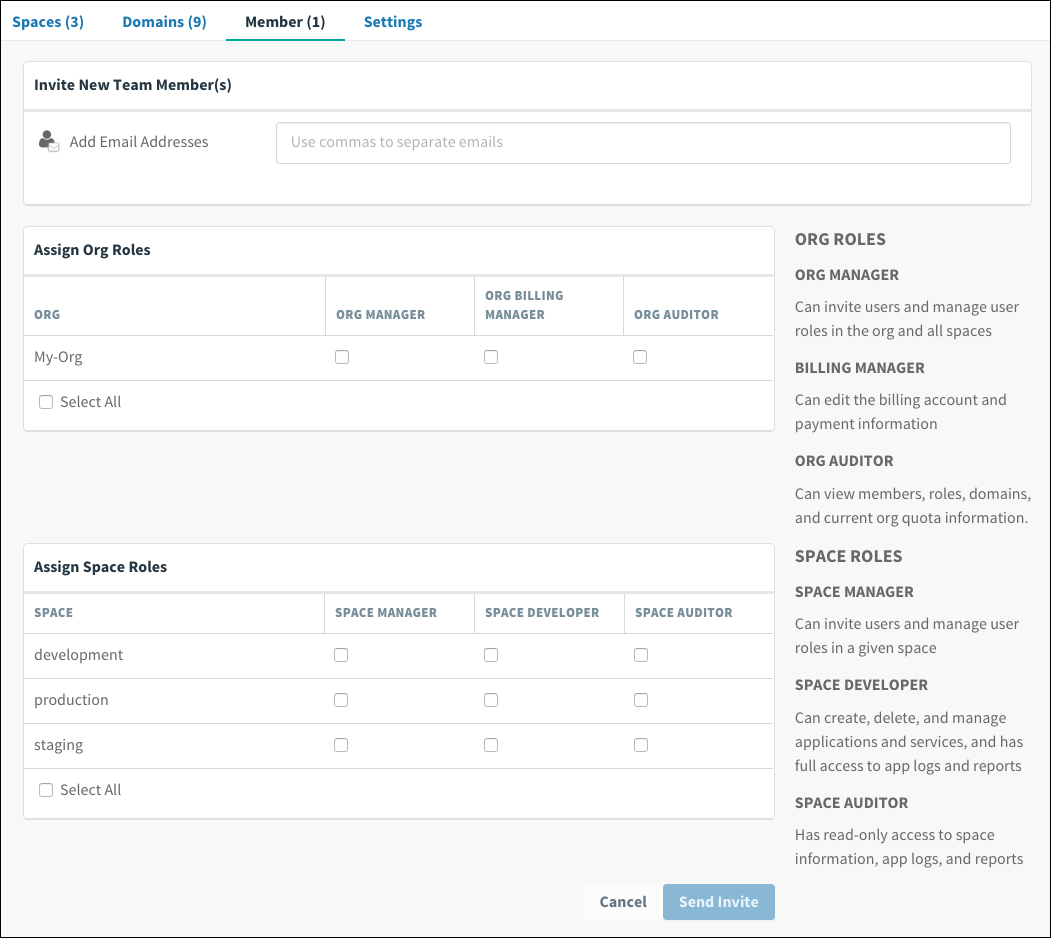 Spaces (3) Domains (9) Member (1) Settings
Invite New Team Member(s)
Add Email Addresses Use commas to separate emails
Assign Org Roles
ORG ORG MANAGER ORG BILLING MANAGER ORG AUDITOR
My-Org
Select All
Assign Space Roles
SPACE SPACE MANAGER SPACE DEVELOPER SPACE AUDITOR
development
production
staging
Select All
ORG ROLES
ORG MANAGER
Can invite users and manage user
roles in the org and all spaces
BILLING MANAGER
Can edit the billing account and
payment information
ORG AUDITOR
Can view members, roles, domains,
and current org quota information.
SPACE ROLES
SPACE MANAGER
Can invite users and manage user
roles in a given space
SPACE DEVELOPER
Can create, delete, and manage
applications and services, and has
full access to app logs and reports
SPACE AUDITOR
Has read-only access to space
information, app logs, and reports
Cancel Send Invite